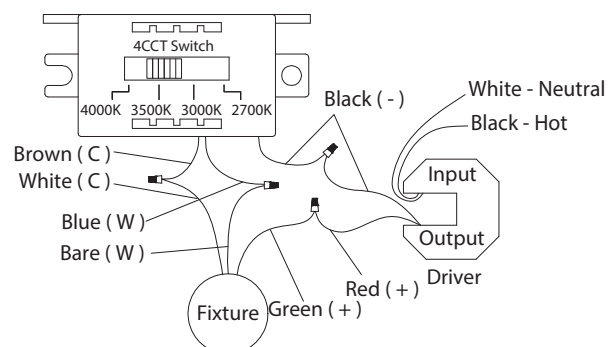 4CCT Switch
4000K 3500K 3000K 2700K
Black ( - )
White - Neutral
Black - Hot
Brown ( C )
White ( C )
Blue ( W )
Bare ( W )
Input
Output
Driver
Red ( + )
Green ( + )
Fixture